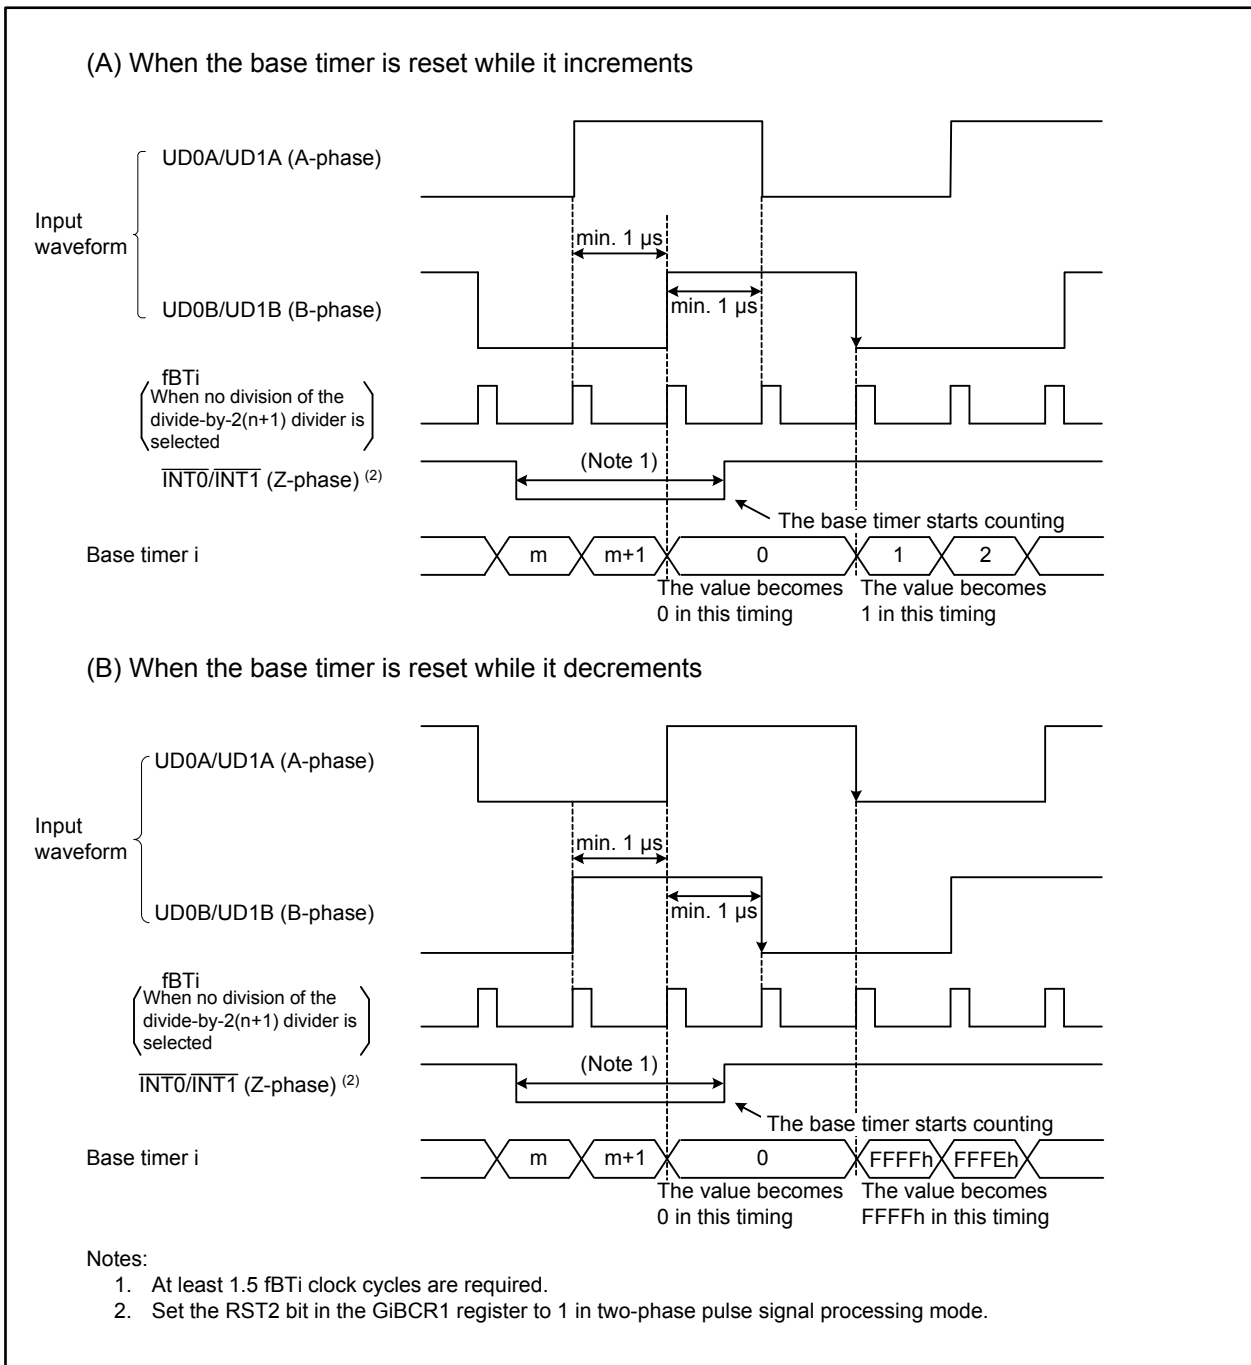 (A) When the base timer is reset while it increments
UD0A/UD1A (A-phase)
Input
waveform
min. 1 µs
UD0B/UD1B (B-phase)
min. 1 µs
fBTi
When no division of the
divide-by-2(n+1) divider is
selected
INT0/INT1 (Z-phase) (2)
(Note 1)
The base timer starts counting
Base timer i
m
m+1
0
1
2
The value becomes
0 in this timing
The value becomes
1 in this timing
(B) When the base timer is reset while it decrements
UD0A/UD1A (A-phase)
Input
waveform
min. 1 µs
UD0B/UD1B (B-phase)
min. 1 µs
fBTi
When no division of the
divide-by-2(n+1) divider is
selected
INT0/INT1 (Z-phase) (2)
(Note 1)
The base timer starts counting
Base timer i
m
m+1
0
FFFFh
FFFEh
The value becomes
0 in this timing
The value becomes
FFFFh in this timing
Notes:
1. At least 1.5 fBTi clock cycles are required.
2. Set the RST2 bit in the GiBCR1 register to 1 in two-phase pulse signal processing mode.